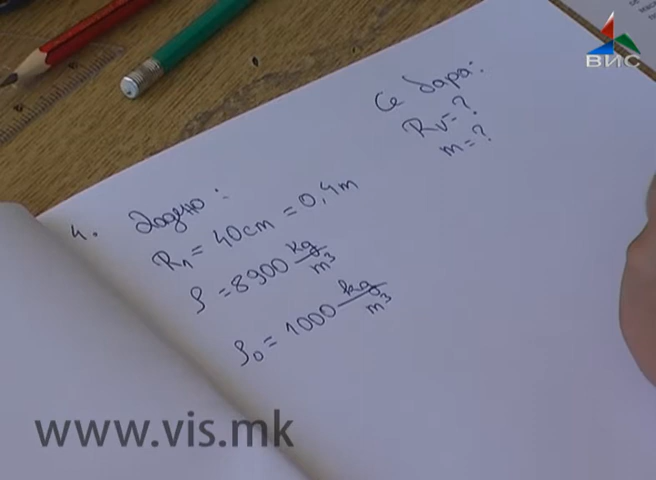 ВИС
Се бара:
Rv=?
m=?
4. Дадено:
R1=40cm=0,4m
ρ=8900 kg/m³
ρ0=1000 kg/m³
www.vis.mk